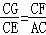 CG/CE = CF/AC